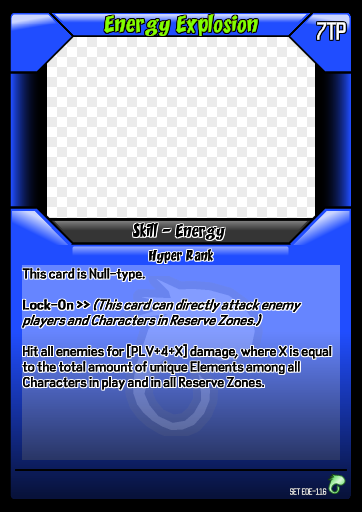 Energy Explosion
7TP
Skill - Energy
Hyper Rank
This card is Null-type.
Lock-On >> (This card can directly attack enemy
players and Characters in Reserve Zones.)
Hit all enemies for [PLV+4+X] damage, where X is equal
to the total amount of unique Elements among all
Characters in play and in all Reserve Zones.
SET EOE-116